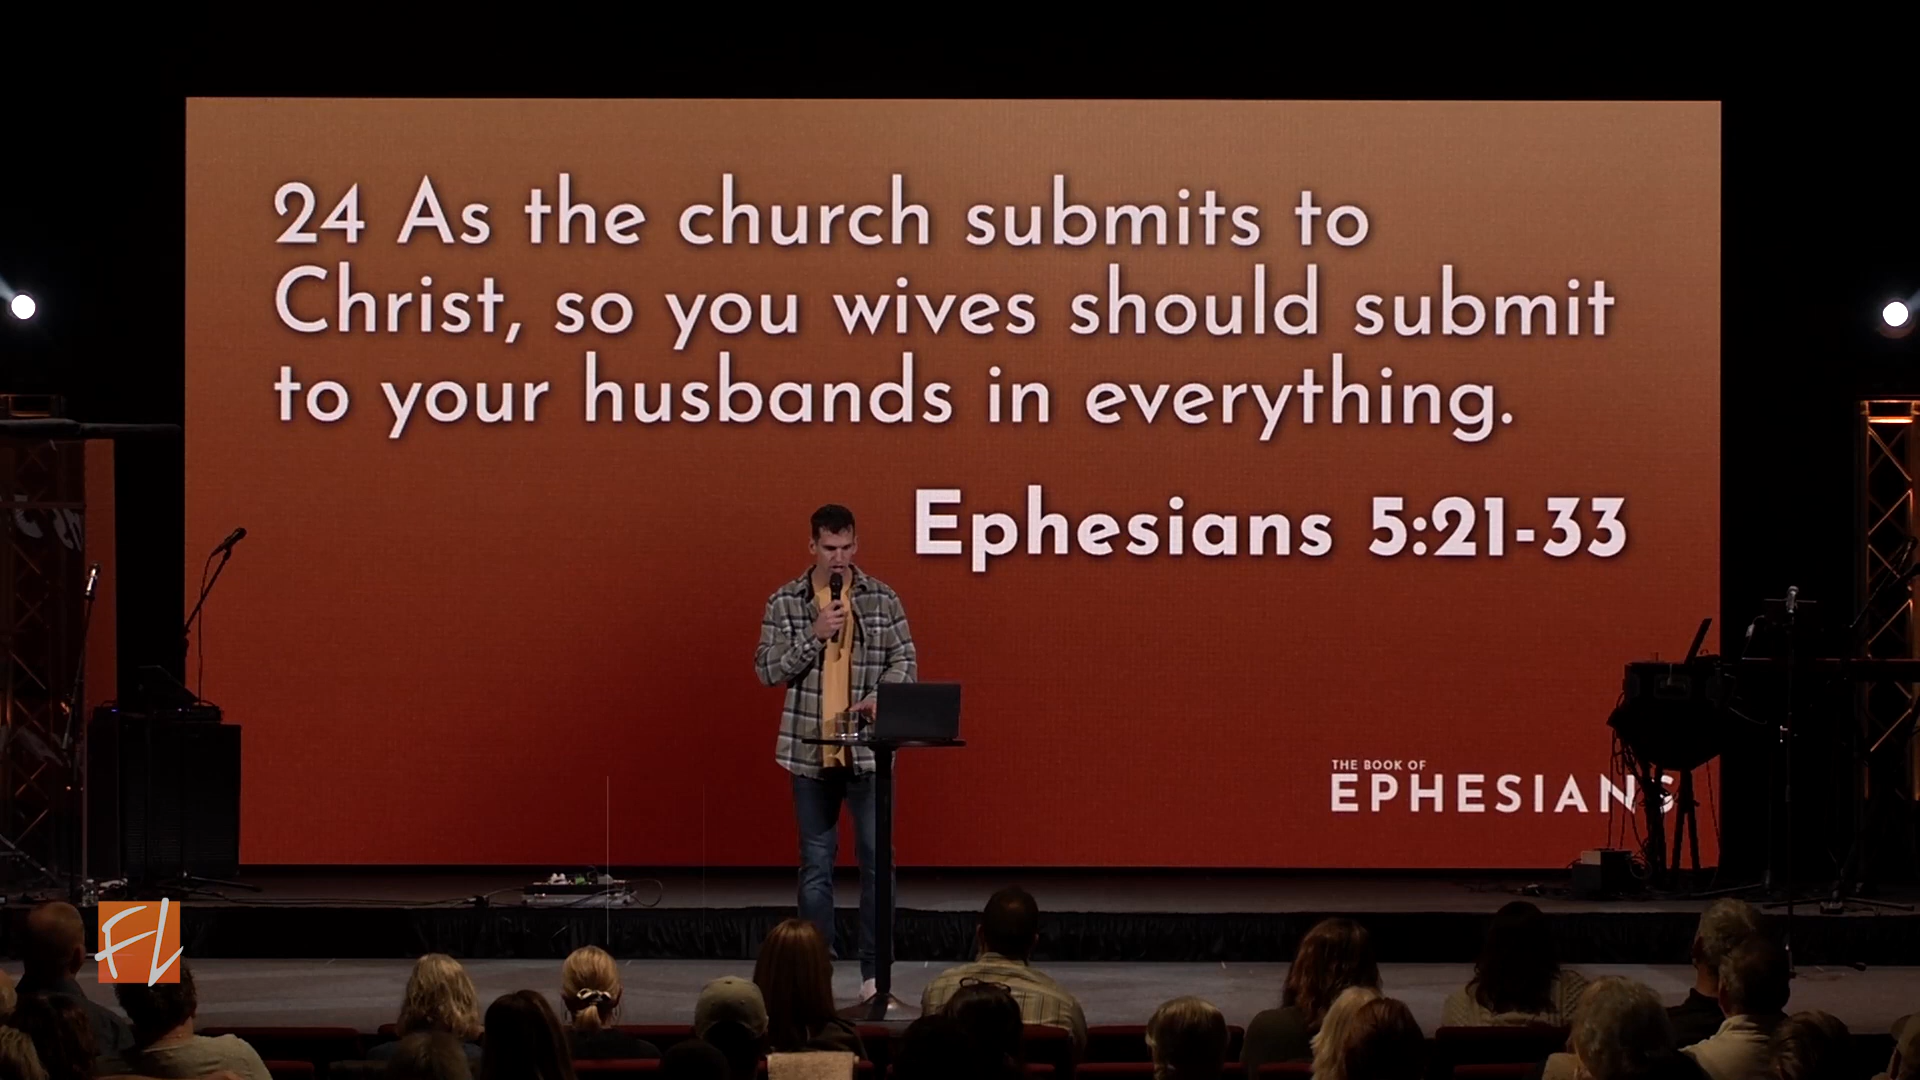 24 As the church submits to
Christ, so you wives should submit
to your husbands in everything.
Ephesians 5:21-33
THE BOOK OF
EPHESIANS
FL